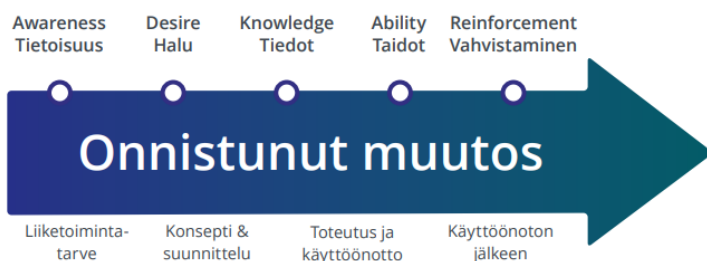 Awareness
Tietoisuus
Desire
Halu
Knowledge
Tiedot
Ability
Taidot
Reinforcement
Vahvistaminen
Onnistunut muutos
Liiketoiminta-
tarve
Konsepti &
suunnittelu
Toteutus ja
käyttöönotto
Käyttöönoton
jälkeen